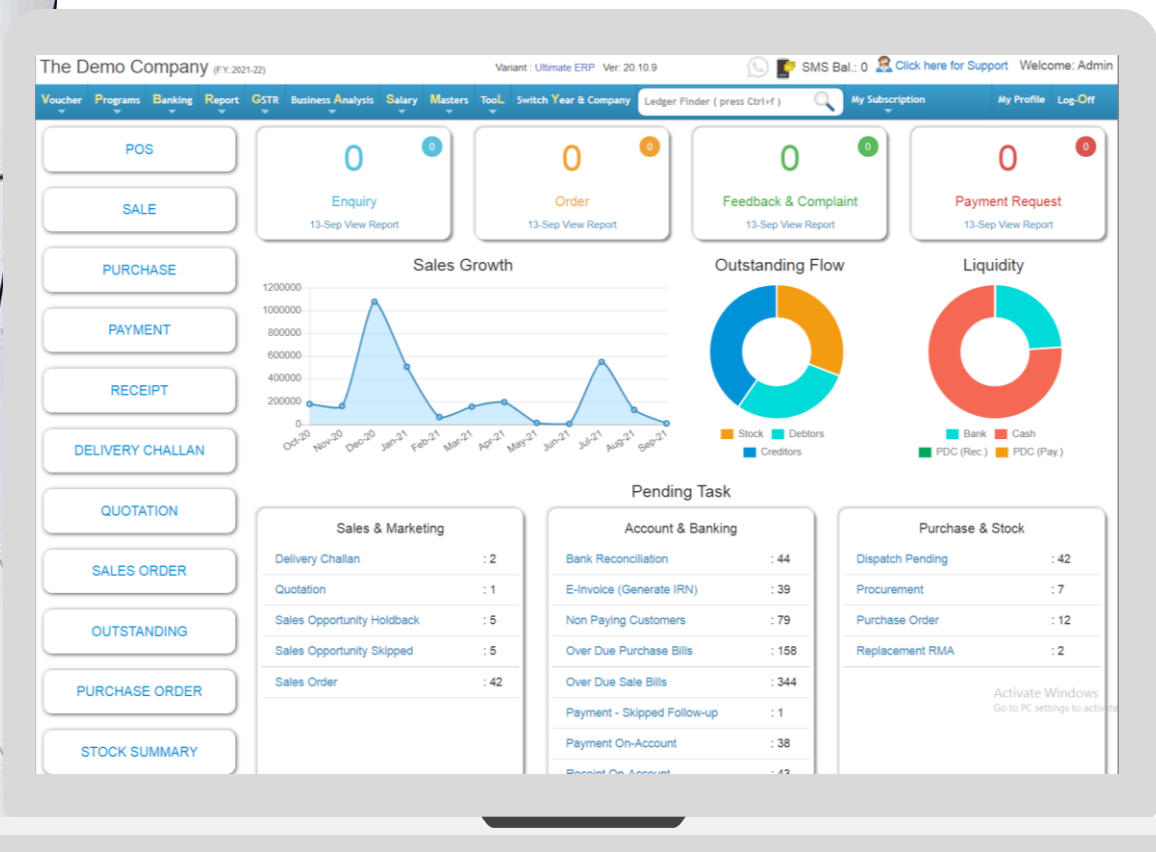 The Demo Company (F.Y.:2021-22) Variant : Ultimate ERP Ver: 20.10.9 SMS Bal.: 0 Click here for Support Welcome: Admin
Voucher Programs Banking Report GSTR Business Analysis Salary Masters TooL Switch Year & Company Ledger Finder ( press Ctrl+f ) My Subscription My Profile Log-Off
POS
SALE
PURCHASE
PAYMENT
RECEIPT
DELIVERY CHALLAN
QUOTATION
SALES ORDER
OUTSTANDING
PURCHASE ORDER
STOCK SUMMARY
0 0
Enquiry
13-Sep View Report
0 0
Order
13-Sep View Report
0 0
Feedback & Complaint
13-Sep View Report
0 0
Payment Request
13-Sep View Report
Sales Growth
1200000
1000000
800000
600000
400000
200000
0
Oct-20 Nov-20 Dec-20 Jan-21 Feb-21 Mar-21 Apr-21 May-21 Jun-21 Jul-21 Aug-21 Sep-21
Outstanding Flow
Stock Debtors
Creditors
Liquidity
Bank Cash
PDC (Rec.) PDC (Pay.)
Pending Task
Sales & Marketing
Delivery Challan : 2
Quotation : 1
Sales Opportunity Holdback : 5
Sales Opportunity Skipped : 5
Sales Order : 42
Account & Banking
Bank Reconciliation : 44
E-Invoice (Generate IRN) : 39
Non Paying Customers : 79
Over Due Purchase Bills : 158
Over Due Sale Bills : 344
Payment - Skipped Follow-up : 1
Payment On-Account : 38
Receipt On-Account : 43
Purchase & Stock
Dispatch Pending : 42
Procurement : 7
Purchase Order : 12
Replacement RMA : 2
Activate Windows
Go to PC settings to activate